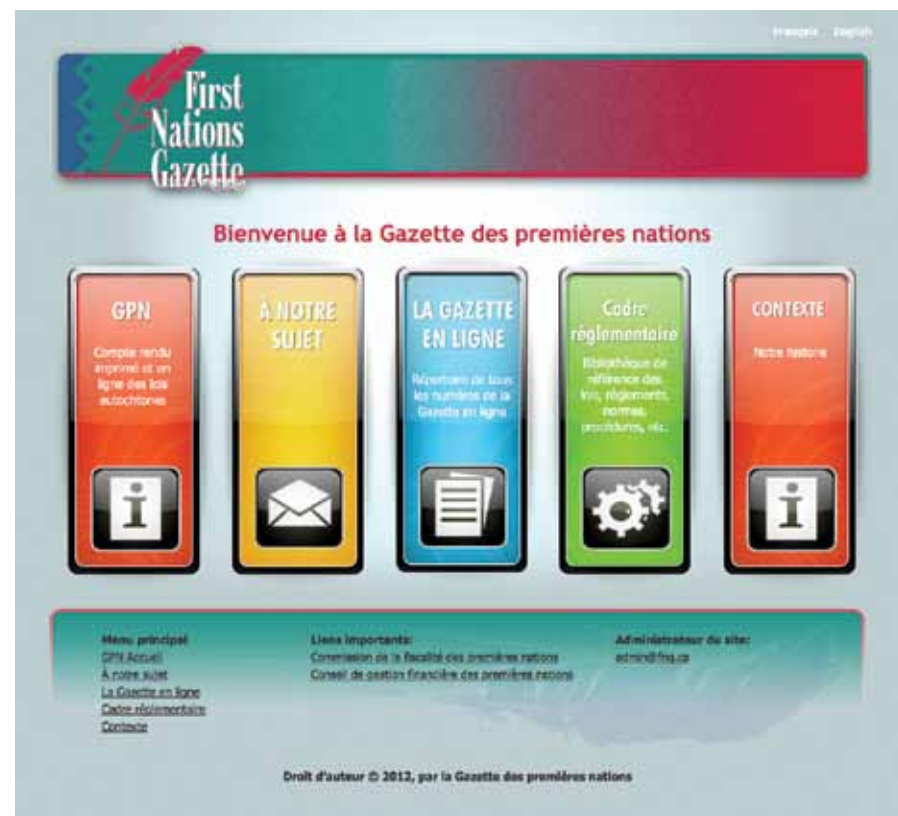 Français English
First
Nations
Gazette
Bienvenue à la Gazette des premières nations
GPN
Compte rendu
imprimé et en
ligne des lois
autochtones
À NOTRE
SUJET
LA GAZETTE
EN LIGNE
Répertoire de tous
les numéros de la
Gazette en ligne
Cadre
réglementaire
Bibliothèque de
référence des
lois, règlements,
normes,
procédures, etc.
CONTEXTE
Notre histoire
Menu principal
GPN Accueil
À notre sujet
La Gazette en ligne
Cadre réglementaire
Contexte
Liens importants:
Commission de la fiscalité des premières nations
Conseil de gestion financière des premières nations
Administrateur du site:
admin@fng.ca
Droit d'auteur © 2012, par la Gazette des premières nations